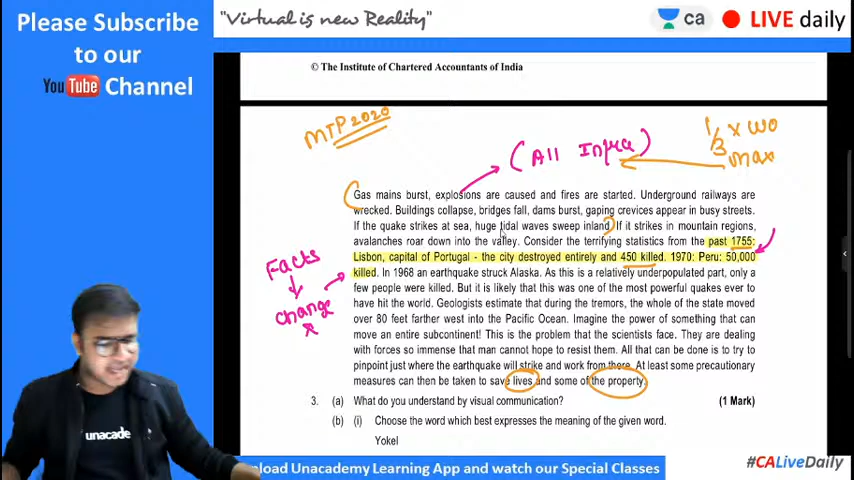 Please Subscribe
to our
You Tube Channel
"Virtual is new Reality"
ca
LIVE daily
© The Institute of Chartered Accountants of India
MTP 2020
(All Infra)
1/3 x wo
max
Gas mains burst, explosions are caused and fires are started. Underground railways are
wrecked. Buildings collapse, bridges fall, dams burst, gaping crevices appear in busy streets.
If the quake strikes at sea, huge tidal waves sweep inland. If it strikes in mountain regions,
avalanches roar down into the valley. Consider the terrifying statistics from the past 1755:
Lisbon, capital of Portugal - the city destroyed entirely and 450 killed. 1970: Peru: 50,000
killed. In 1968 an earthquake struck Alaska. As this is a relatively underpopulated part, only a
few people were killed. But it is likely that this was one of the most powerful quakes ever to
have hit the world. Geologists estimate that during the tremors, the whole of the state moved
over 80 feet farther west into the Pacific Ocean. Imagine the power of something that can
move an entire subcontinent! This is the problem that the scientists face. They are dealing
with forces so immense that man cannot hope to resist them. All that can be done is to try to
pinpoint just where the earthquake will strike and work from there. At least some precautionary
measures can then be taken to save lives and some of the property.
Facts
change
x
3. (a) What do you understand by visual communication? (1 Mark)
(b) (i) Choose the word which best expresses the meaning of the given word.
Yokel
unacade
nload Unacademy Learning App and watch our Special Classes
#CALiveDaily